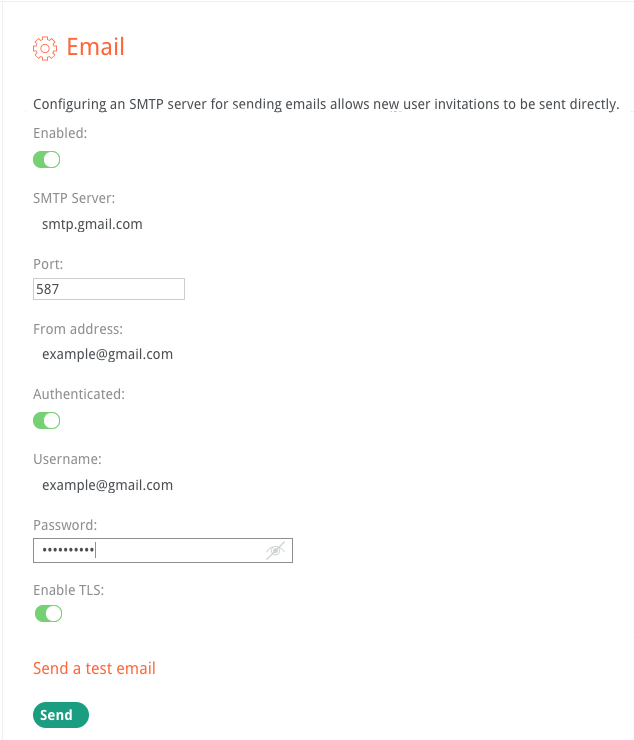 Email
Configuring an SMTP server for sending emails allows new user invitations to be sent directly.
Enabled:
SMTP Server:
smtp.gmail.com
Port:
587
From address:
example@gmail.com
Authenticated:
Username:
example@gmail.com
Password:
••••••••••
Enable TLS:
Send a test email
Send